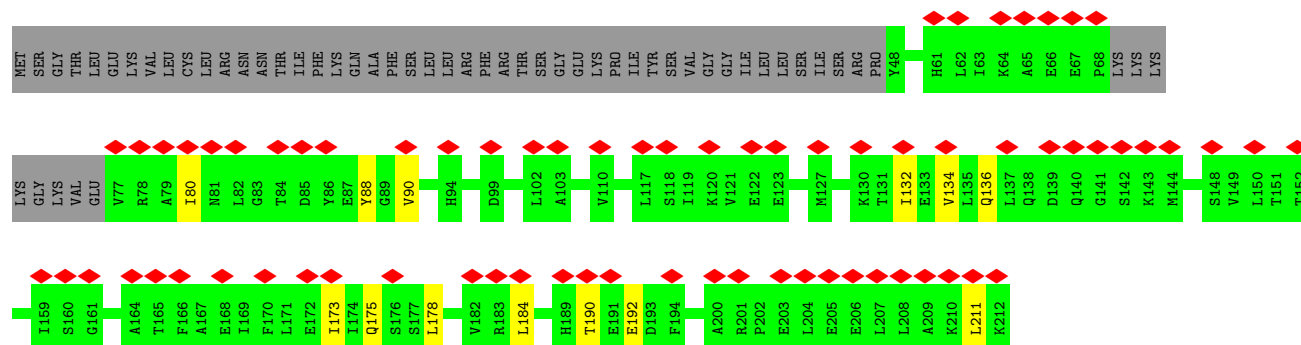 MET SER GLY THR LEU GLU LYS VAL LEU CYS LEU ARG ASN ASN THR ILE PHE LYS GLN ALA PHE SER LEU LEU ARG PHE ARG THR SER GLY GLU LYS PRO ILE TYR SER VAL GLY GLY ILE LEU LEU SER ILE SER ARG PRO Y48 H61 L62 I63 K64 A65 E66 E67 P68 LYS LYS LYS
LYS GLY LYS VAL GLU V77 R78 A79 I80 N81 L82 G83 T84 D85 Y86 E87 Y88 G89 V90 H94 D99 L102 A103 V110 L117 S118 I119 K120 V121 E122 E123 M127 K130 T131 I132 E133 V134 L135 Q136 L137 Q138 D139 Q140 G141 S142 K143 M144 S148 V149 L150 T151 T152
I159 S160 G161 A164 T165 F166 A167 E168 I169 F170 L171 E172 I173 I174 Q175 S176 S177 L178 V182 R183 L184 H189 T190 E191 E192 D193 F194 A200 R201 P202 E203 L204 E205 E206 L207 L208 A209 K210 L211 K212